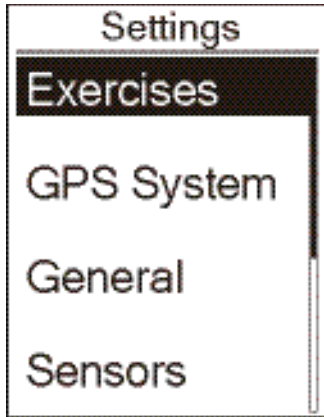 Settings
Exercises
GPS System
General
Sensors